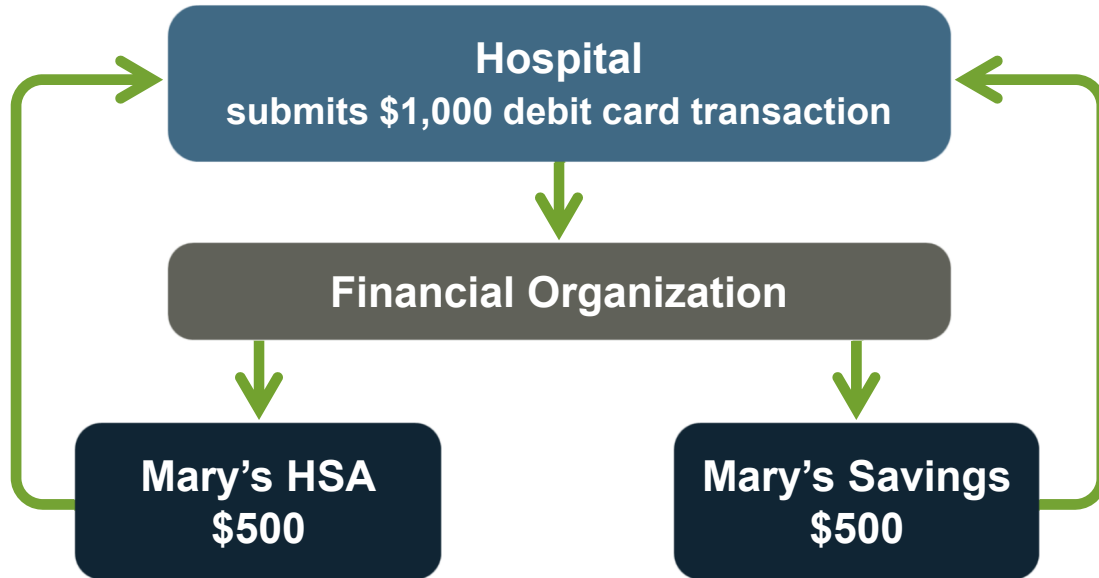 Hospital
submits $1,000 debit card transaction
Financial Organization
Mary’s HSA
$500
Mary’s Savings
$500